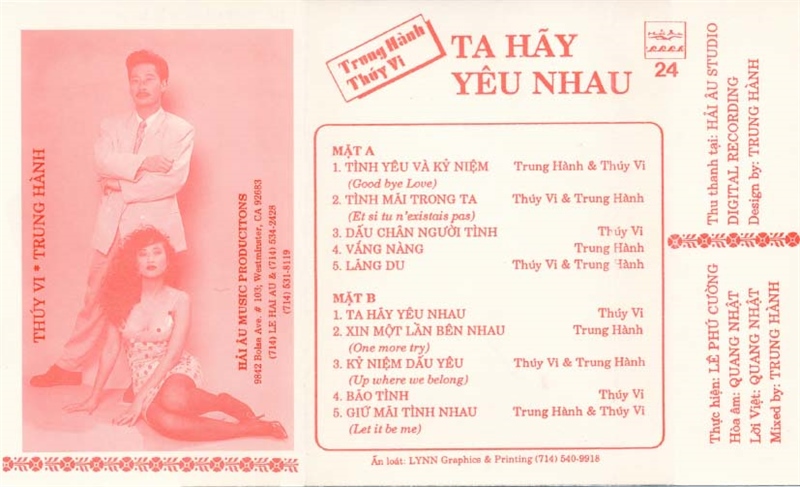 THÚY VI * TRUNG HÀNH
HẢI ÂU MUSIC PRODUCITONS
9842 Bolsa Ave. # 103; Westminster, CA 92683
(714) LE HAI AU & (714) 534-2428
(714) 531-8119
Trung Hành
Thúy Vi
TA HÃY
YÊU NHAU
24
MẶT A
1. TÌNH YÊU VÀ KỶ NIỆM Trung Hành & Thúy Vi
(Good bye Love)
2. TÌNH MÃI TRONG TA Thúy Vi & Trung Hành
(Et si tu n'existais pas)
3. DẤU CHÂN NGƯỜI TÌNH Thúy Vi
4. VẮNG NÀNG Trung Hành
5. LÃNG DU Thúy Vi & Trung Hành
MẶT B
1. TA HÃY YÊU NHAU Thúy Vi
2. XIN MỘT LẦN BÊN NHAU Trung Hành
(One more try)
3. KỶ NIỆM DẤU YÊU Thúy Vi & Trung Hành
(Up where we belong)
4. BÃO TÌNH Thúy Vi
5. GIỮ MÃI TÌNH NHAU Trung Hành & Thúy Vi
(Let it be me)
Ấn loát: LYNN Graphics & Printing (714) 540-9918
Thu thanh tại: HẢI ÂU STUDIO
DIGITAL RECORDING
Design by: TRUNG HÀNH
Thực hiện: LÊ PHÚ CƯỜNG
Hòa âm: QUANG NHẬT
Lời Việt: QUANG NHẬT
Mixed by: TRUNG HÀNH